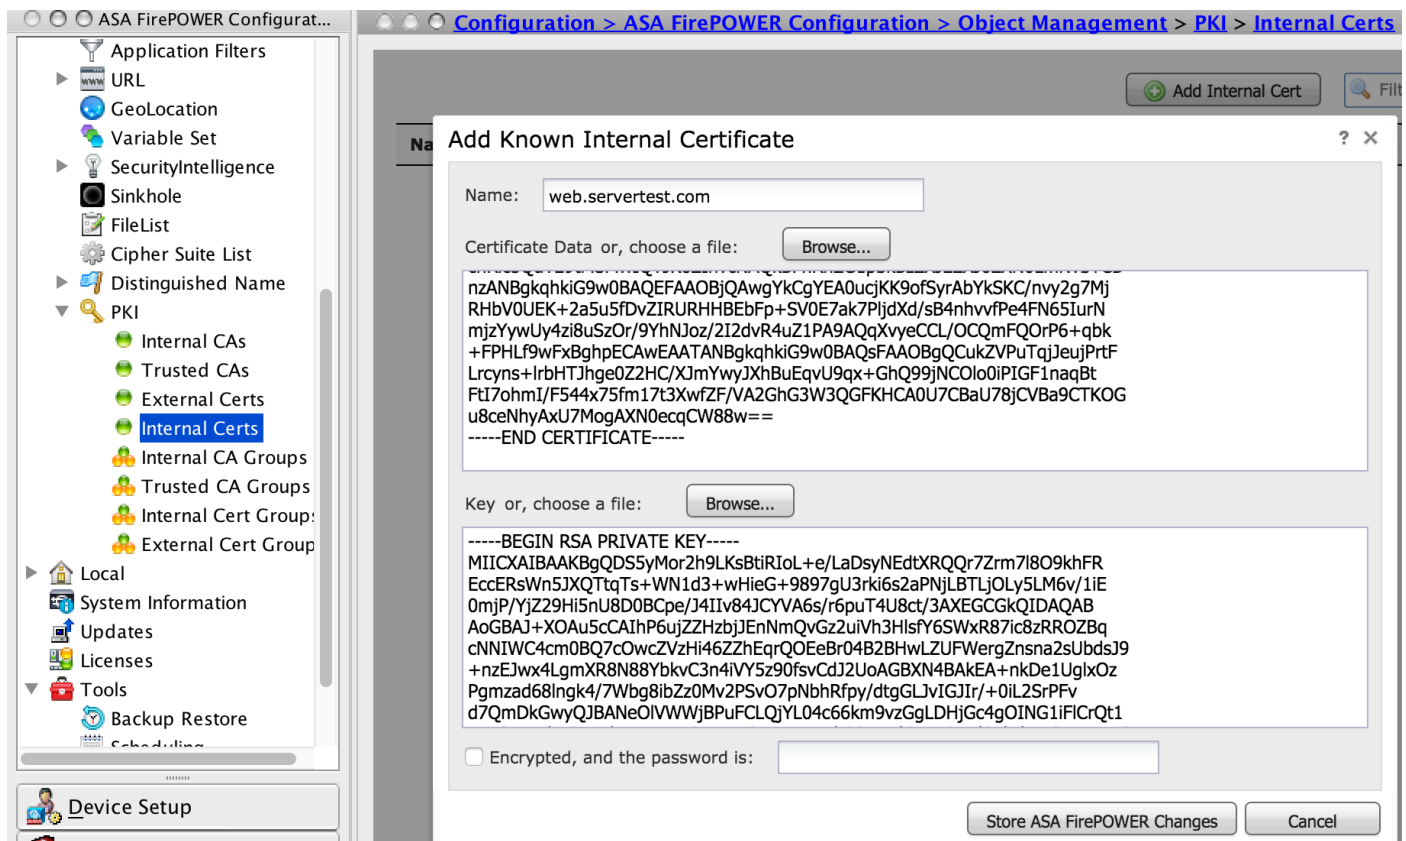 ASA FirePOWER Configurat...
Configuration > ASA FirePOWER Configuration > Object Management > PKI > Internal Certs
Application Filters
URL
GeoLocation
Variable Set
SecurityIntelligence
Sinkhole
FileList
Cipher Suite List
Distinguished Name
PKI
Internal CAs
Trusted CAs
External Certs
Internal Certs
Internal CA Groups
Trusted CA Groups
Internal Cert Groups
External Cert Group
Local
System Information
Updates
Licenses
Tools
Backup Restore
Scheduling
Device Setup
Add Internal Cert
Filt
Na
Add Known Internal Certificate
? ×
Name: web.servertest.com
Certificate Data or, choose a file: Browse...
nzANBgkqhkiG9w0BAQEFAAOBjQAwgYkCgYEA0ucjKK9ofSyrAbYkSKC/nvy2g7Mj
RHbV0UEK+2a5u5fDvZIRURHHBEbFp+SV0E7ak7PljdXd/sB4nhvvfPe4FN65IurN
mjzYywUy4zi8uSzOr/9YhNJoz/2I2dvR4uZ1PA9AQqXvyeCCL/OCQmFQOrP6+qbk
+FPHLf9wFxBghpECAwEAATANBgkqhkiG9w0BAQsFAAOBgQCukZVPuTqjJeujPrtF
Lrcyns+lrbHTJhge0Z2HC/XJmYwyJXhBuEqvU9qx+GhQ99jNCOlo0iPIGF1naqBt
FtI7ohmI/F544x75fm17t3XwfZF/VA2GhG3W3QGFKHCA0U7CBaU78jCVBa9CTKOG
u8ceNhyAxU7MogAXN0ecqCW88w==
-----END CERTIFICATE-----
Key or, choose a file: Browse...
-----BEGIN RSA PRIVATE KEY-----
MIICXAIBAAKBgQDS5yMor2h9LKsBtiRIoL+e/LaDsyNEdtXRQQr7Zrm7l8O9khFR
EccERsWn5JXQTtqTs+WN1d3+wHieG+9897gU3rki6s2aPNjLBTLjOLy5LM6v/1iE
0mjP/YjZ29Hi5nU8D0BCpe/J4IIv84JCYVA6s/r6puT4U8ct/3AXEGCGkQIDAQAB
AoGBAJ+XOAu5cCAIhP6ujZZHzbjJEnNmQvGz2uiVh3HlsfY6SWxR87ic8zRROZBq
cNNIWC4cm0BQ7cOwcZVzHi46ZZhEqrQOEeBr04B2BHwLZUFWergZnsna2sUbdsJ9
+nzEJwx4LgmXR8N88YbkvC3n4iVY5z90fsvCdJ2UoAGBXN4BAkEA+nkDe1UglxOz
Pgmzad68lngk4/7Wbg8ibZz0Mv2PSvO7pNbhRfpy/dtgGLJvIGJIr/+0iL2SrPFv
d7QmDkGwyQJBANeOlVWWjBPuFCLQjYL04c66km9vzGgLDHjGc4gOING1iFlCrQt1
Encrypted, and the password is:
Store ASA FirePOWER Changes
Cancel